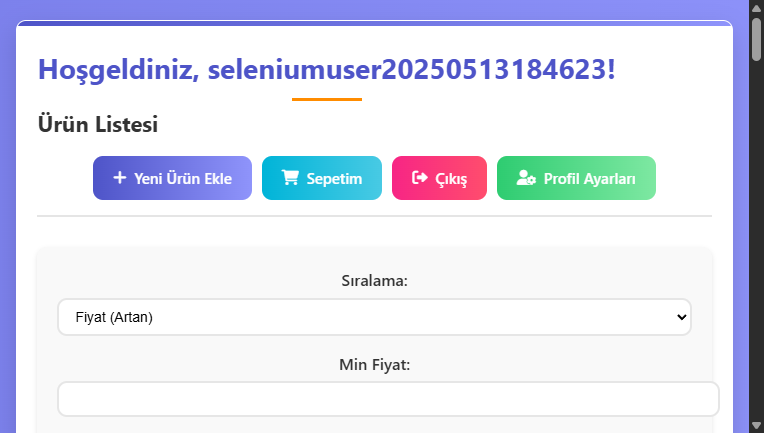 Hoşgeldiniz, seleniumuser20250513184623!
Ürün Listesi
Yeni Ürün Ekle Sepetim Çıkış Profil Ayarları
Sıralama:
Fiyat (Artan)
Min Fiyat: